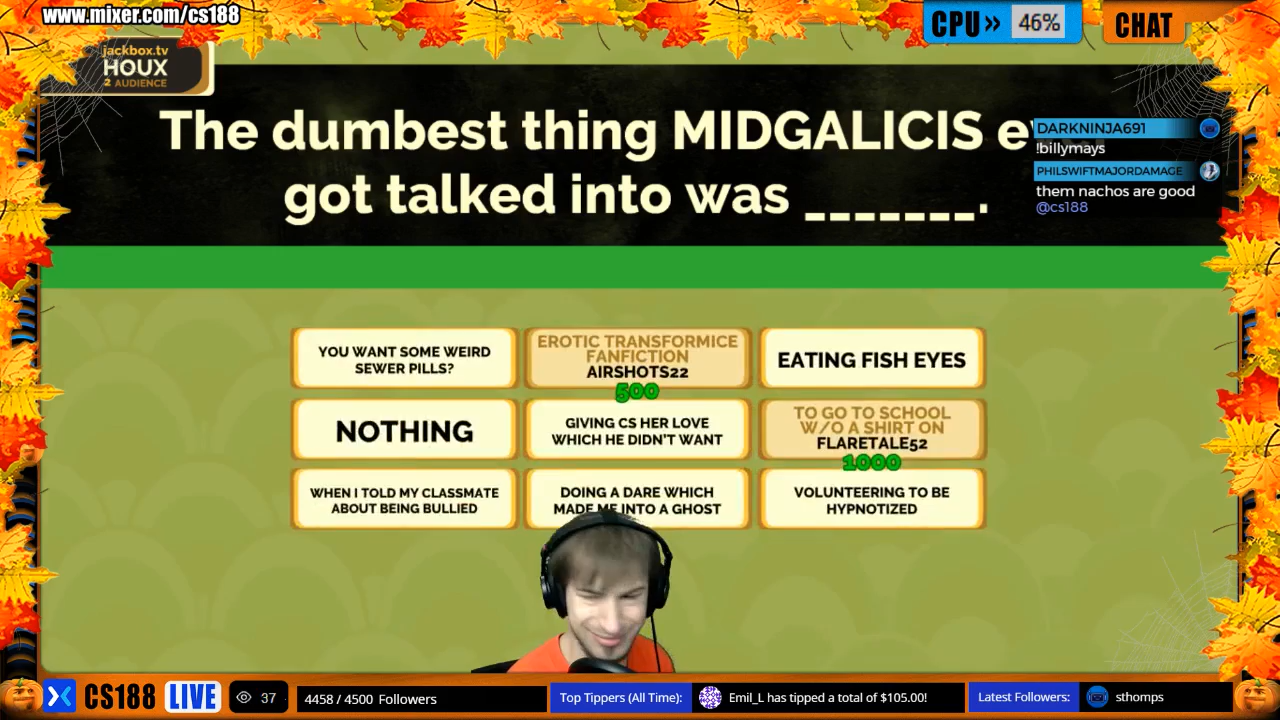 www.mixer.com/cs188
CPU >> 46%
CHAT
jackbox.tv
HOUX
2 AUDIENCE
The dumbest thing MIDGALICIS ev
got talked into was _______.
DARKNINJA691
!billymays
PHILSWIFTMAJORDAMAGE
them nachos are good
@cs188
YOU WANT SOME WEIRD
SEWER PILLS?
EROTIC TRANSFORMICE
FANFICTION
AIRSHOTS22
500
EATING FISH EYES
NOTHING
GIVING CS HER LOVE
WHICH HE DIDN'T WANT
TO GO TO SCHOOL
W/O A SHIRT ON
FLARETALE52
1000
WHEN I TOLD MY CLASSMATE
ABOUT BEING BULLIED
DOING A DARE WHICH
MADE ME INTO A GHOST
VOLUNTEERING TO BE
HYPNOTIZED
CS188 LIVE
37
4458 / 4500 Followers
Top Tippers (All Time):
Emil_L has tipped a total of $105.00!
Latest Followers:
sthomps